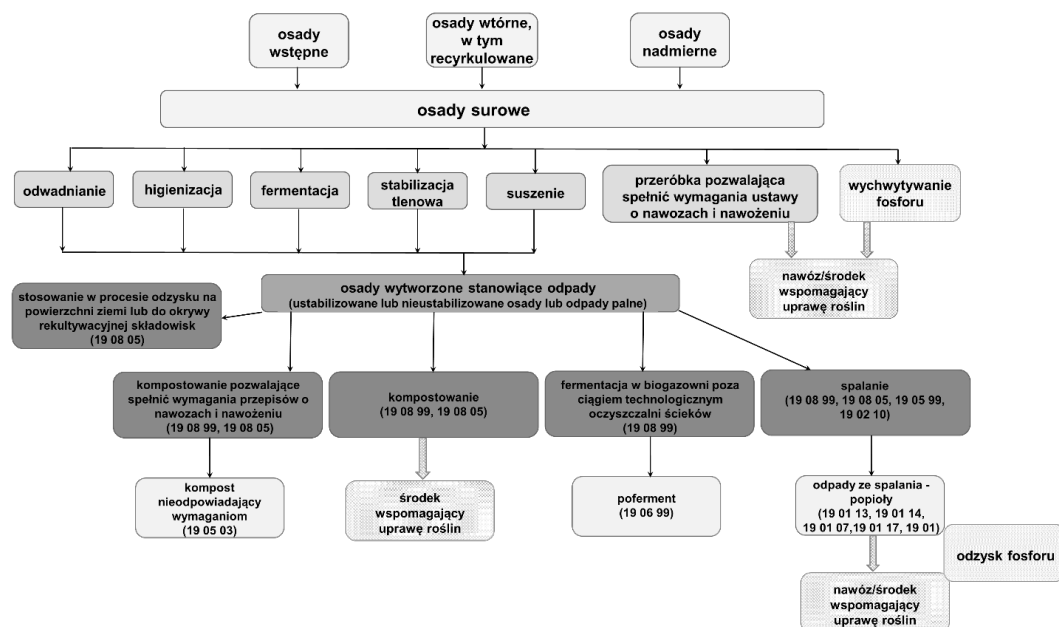 osady
wstępne
osady wtórne,
w tym
recyrkulowane
osady
nadmierne
osady surowe
odwadnianie
higienizacja
fermentacja
stabilizacja
tlenowa
suszenie
przeróbka pozwalająca
spełnić wymagania ustawy
o nawozach i nawożeniu
wychwytywanie
fosforu
nawóz/środek
wspomagający
uprawę roślin
osady wytworzone stanowiące odpady
(ustabilizowane lub nieustabilizowane osady lub odpady palne)
stosowanie w procesie odzysku na
powierzchni ziemi lub do okrywy
rekultywacyjnej składowisk
(19 08 05)
kompostowanie pozwalające
spełnić wymagania przepisów o
nawozach i nawożeniu
(19 08 99, 19 08 05)
kompostowanie
(19 08 99, 19 08 05)
fermentacja w biogazowni poza
ciągiem technologicznym
oczyszczalni ścieków
(19 08 99)
spalanie
(19 08 99, 19 08 05, 19 05 99,
19 02 10)
kompost
nieodpowiadający
wymaganiom
(19 05 03)
środek
wspomagający
uprawę roślin
poferment
(19 06 99)
odpady ze spalania -
popioły
(19 01 13, 19 01 14,
19 01 07,19 01 17, 19 01)
odzysk fosforu
nawóz/środek
wspomagający
uprawę roślin